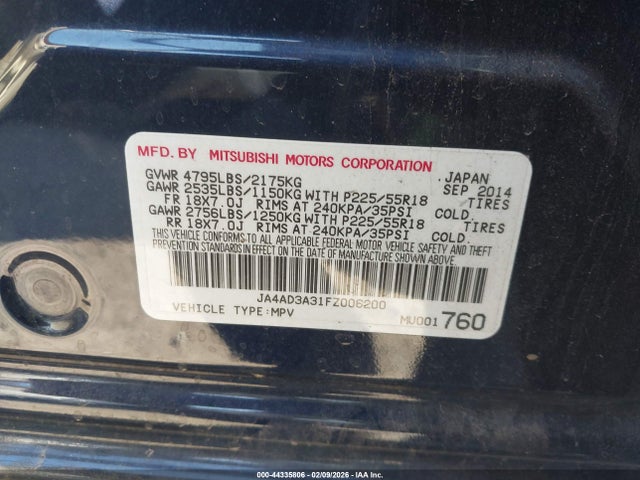 MFD. BY MITSUBISHI MOTORS CORPORATION
GVWR 4795LBS/2175KG JAPAN SEP 2014
GAWR 2535LBS/1150KG WITH P225/55R18 TIRES
FR 18X7.0J RIMS AT 240KPA/35PSI COLD.
GAWR 2756LBS/1250KG WITH P225/55R18 TIRES
RR 18X7.0J RIMS AT 240KPA/35PSI COLD.
THIS VEHICLE CONFORMS TO ALL APPLICABLE FEDERAL MOTOR VEHICLE SAFETY AND THEFT
PREVENTION STANDARDS IN EFFECT ON THE DATE OF MANUFACTURE SHOWN ABOVE.
JA4AD3A31FZ006200
VEHICLE TYPE:MPV MU001 760
000-44335806 - 02/09/2026 - IAA Inc.